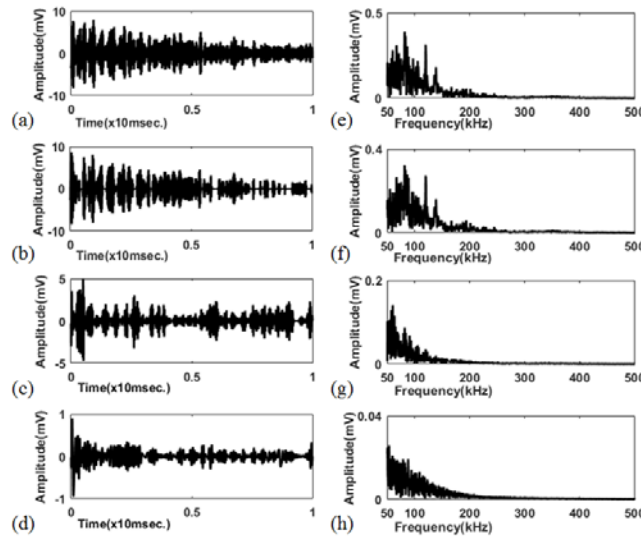 Amplitude(mV)
10
0
-10
0
0.5
1
Time(x10msec.)
(a)
Amplitude(mV)
0.5
0
50
100
200
300
400
500
Frequency(kHz)
(e)
Amplitude(mV)
10
0
-10
0
0.5
1
Time(x10msec.)
(b)
Amplitude(mV)
0.4
0
50
100
200
300
400
500
Frequency(kHz)
(f)
Amplitude(mV)
5
0
-5
0
0.5
1
Time(x10msec.)
(c)
Amplitude(mV)
0.2
0
50
100
200
300
400
500
Frequency(kHz)
(g)
Amplitude(mV)
1
0
-1
0
0.5
1
Time(x10msec.)
(d)
Amplitude(mV)
0.04
0
50
100
200
300
400
500
Frequency(kHz)
(h)